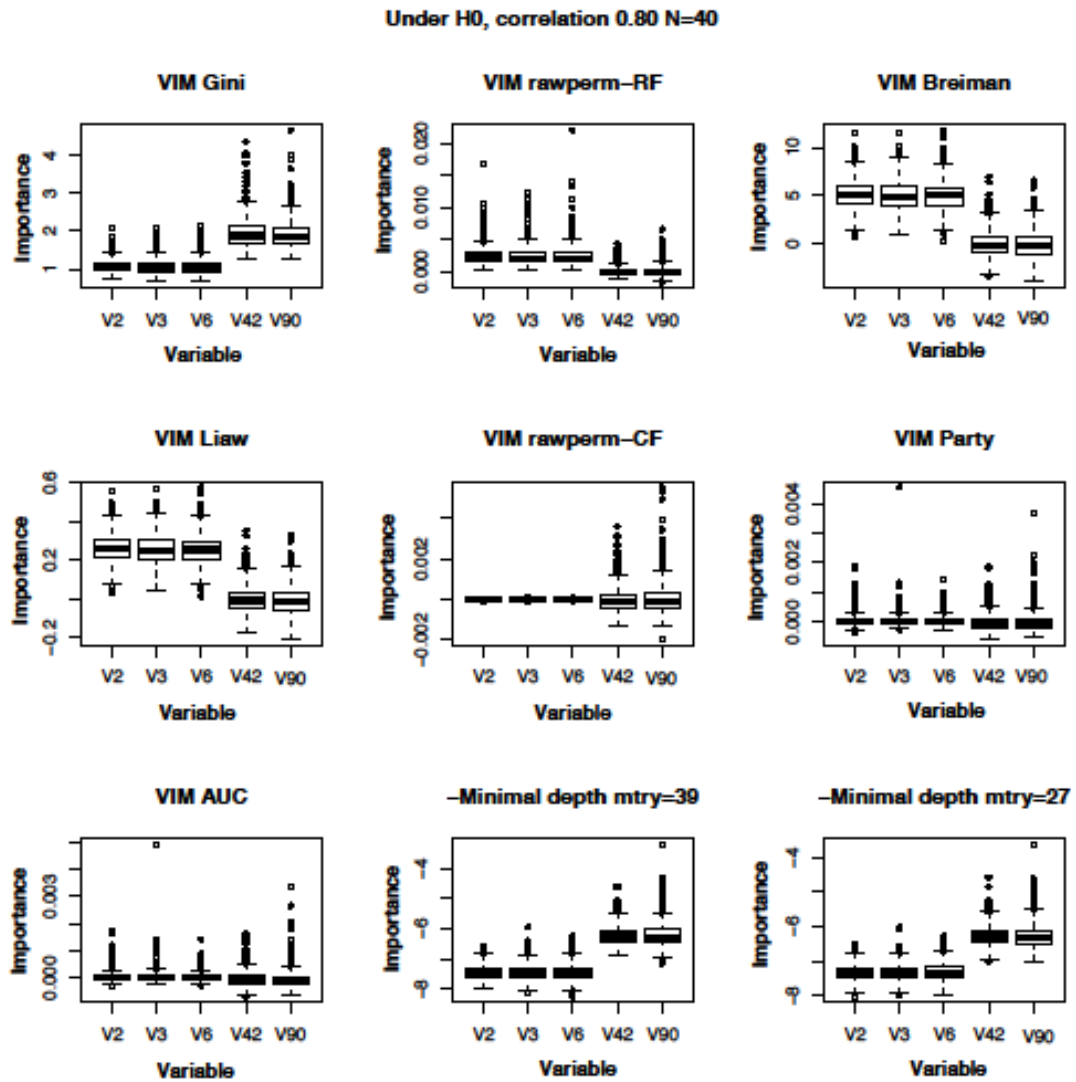 Under H0, correlation 0.80 N=40
VIM Gini
Importance
4
3
2
1
V2 V3 V6 V42 V90
Variable
VIM rawperm-RF
Importance
0.020
0.010
0.000
V2 V3 V6 V42 V90
Variable
VIM Breiman
Importance
10
5
0
V2 V3 V6 V42 V90
Variable
VIM Liaw
Importance
0.6
0.2
-0.2
V2 V3 V6 V42 V90
Variable
VIM rawperm-CF
Importance
0.002
-0.002
V2 V3 V6 V42 V90
Variable
VIM Party
Importance
0.004
0.002
0.000
V2 V3 V6 V42 V90
Variable
VIM AUC
Importance
0.003
0.000
V2 V3 V6 V42 V90
Variable
-Minimal depth mtry=39
Importance
-4
-6
-8
V2 V3 V6 V42 V90
Variable
-Minimal depth mtry=27
Importance
-4
-6
-8
V2 V3 V6 V42 V90
Variable